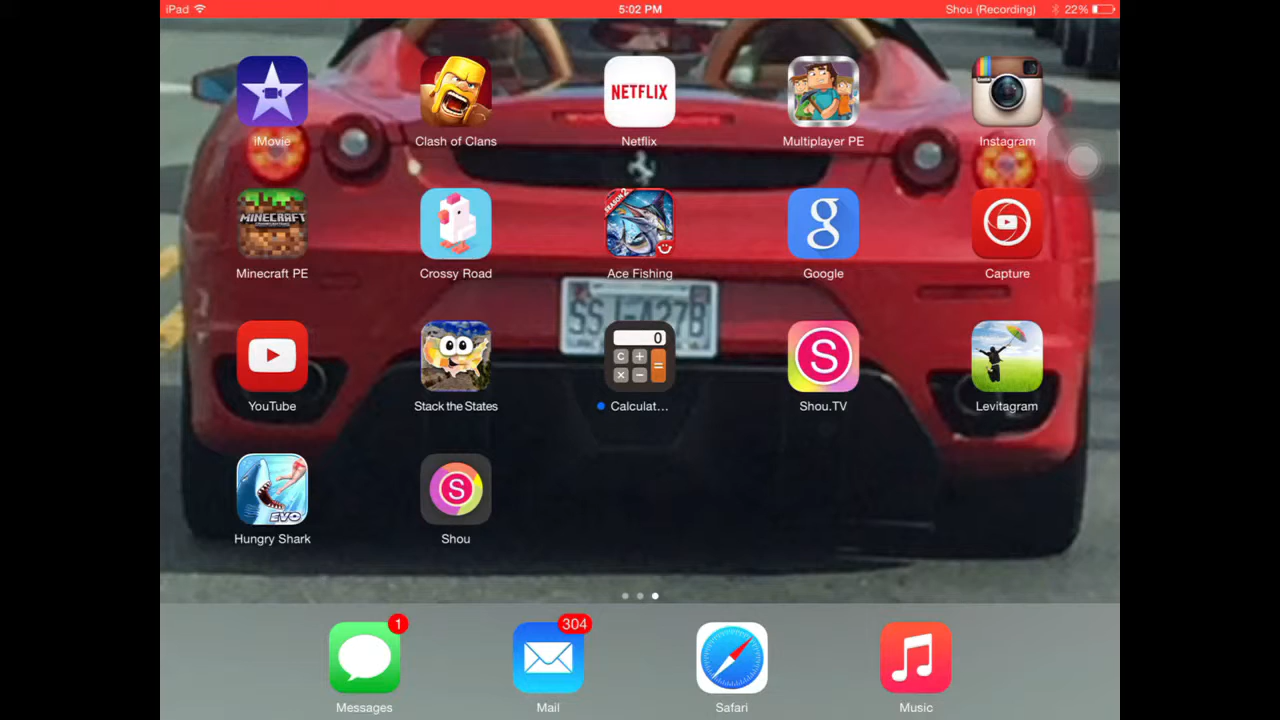 iPad 5:02 PM Shou (Recording) 22%
NETFLIX
iMovie Clash of Clans Netflix Multiplayer PE Instagram
MINECRAFT
SEASON2
g
Minecraft PE Crossy Road Ace Fishing Google Capture
0
C +
× − =
S
YouTube Stack the States Calculat... Shou.TV Levitagram
EVO
S
Hungry Shark Shou
1 304
Messages Mail Safari Music